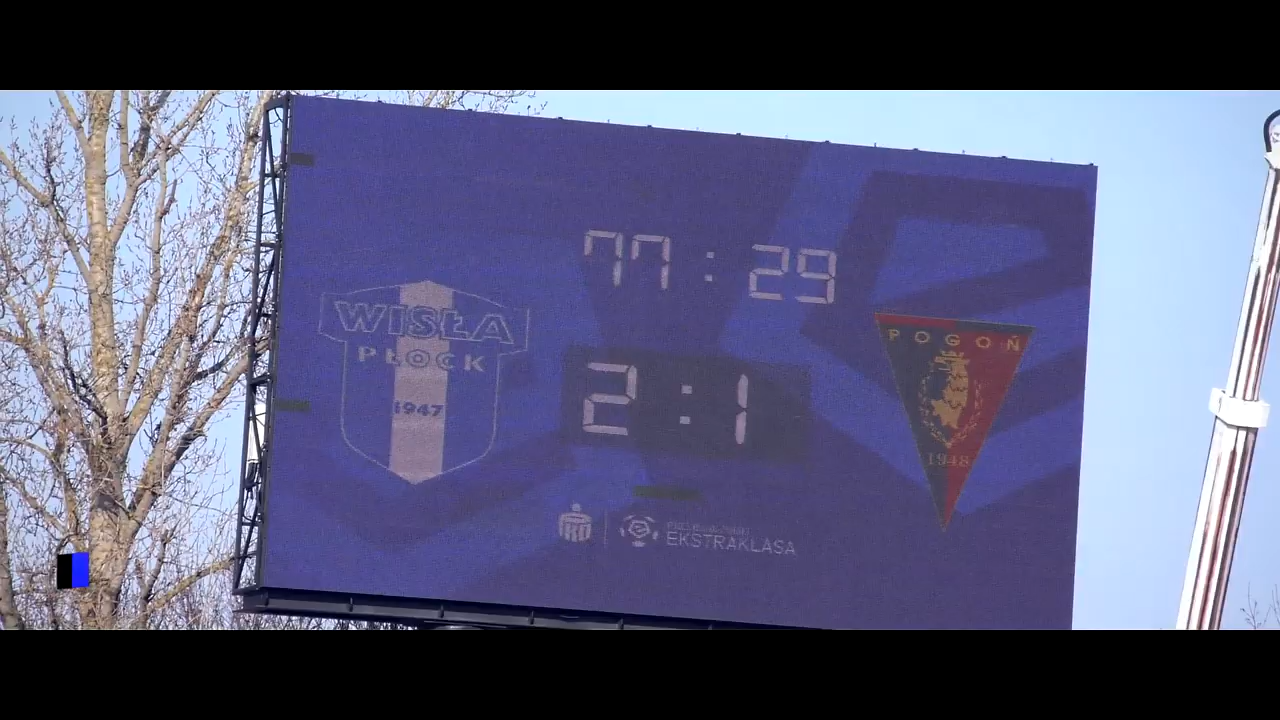 77 : 29
WISŁA
PŁOCK
1947
2 : 1
POGOŃ
1948
EKSTRAKLASA